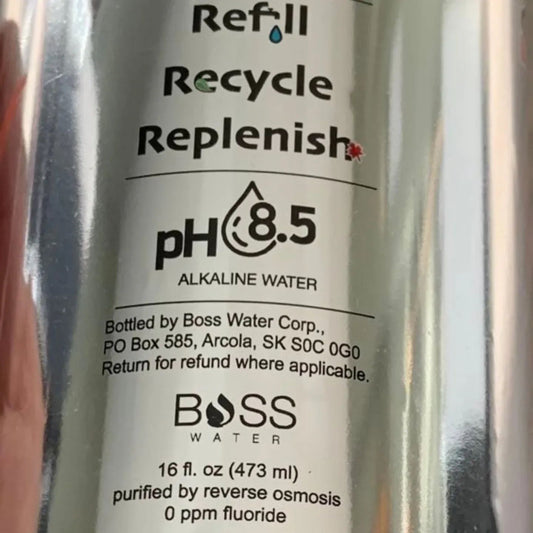 Refill
Recycle
Replenish
pH 8.5
ALKALINE WATER
Bottled by Boss Water Corp.,
PO Box 585, Arcola, SK S0C 0G0
Return for refund where applicable.
BOSS
WATER
16 fl. oz (473 ml)
purified by reverse osmosis
0 ppm fluoride